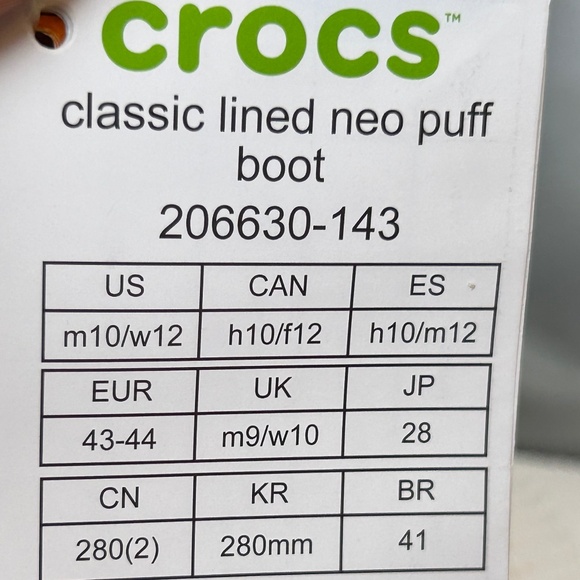 crocs™
classic lined neo puff
boot
206630-143
US CAN ES
m10/w12 h10/f12 h10/m12
EUR UK JP
43-44 m9/w10 28
CN KR BR
280(2) 280mm 41